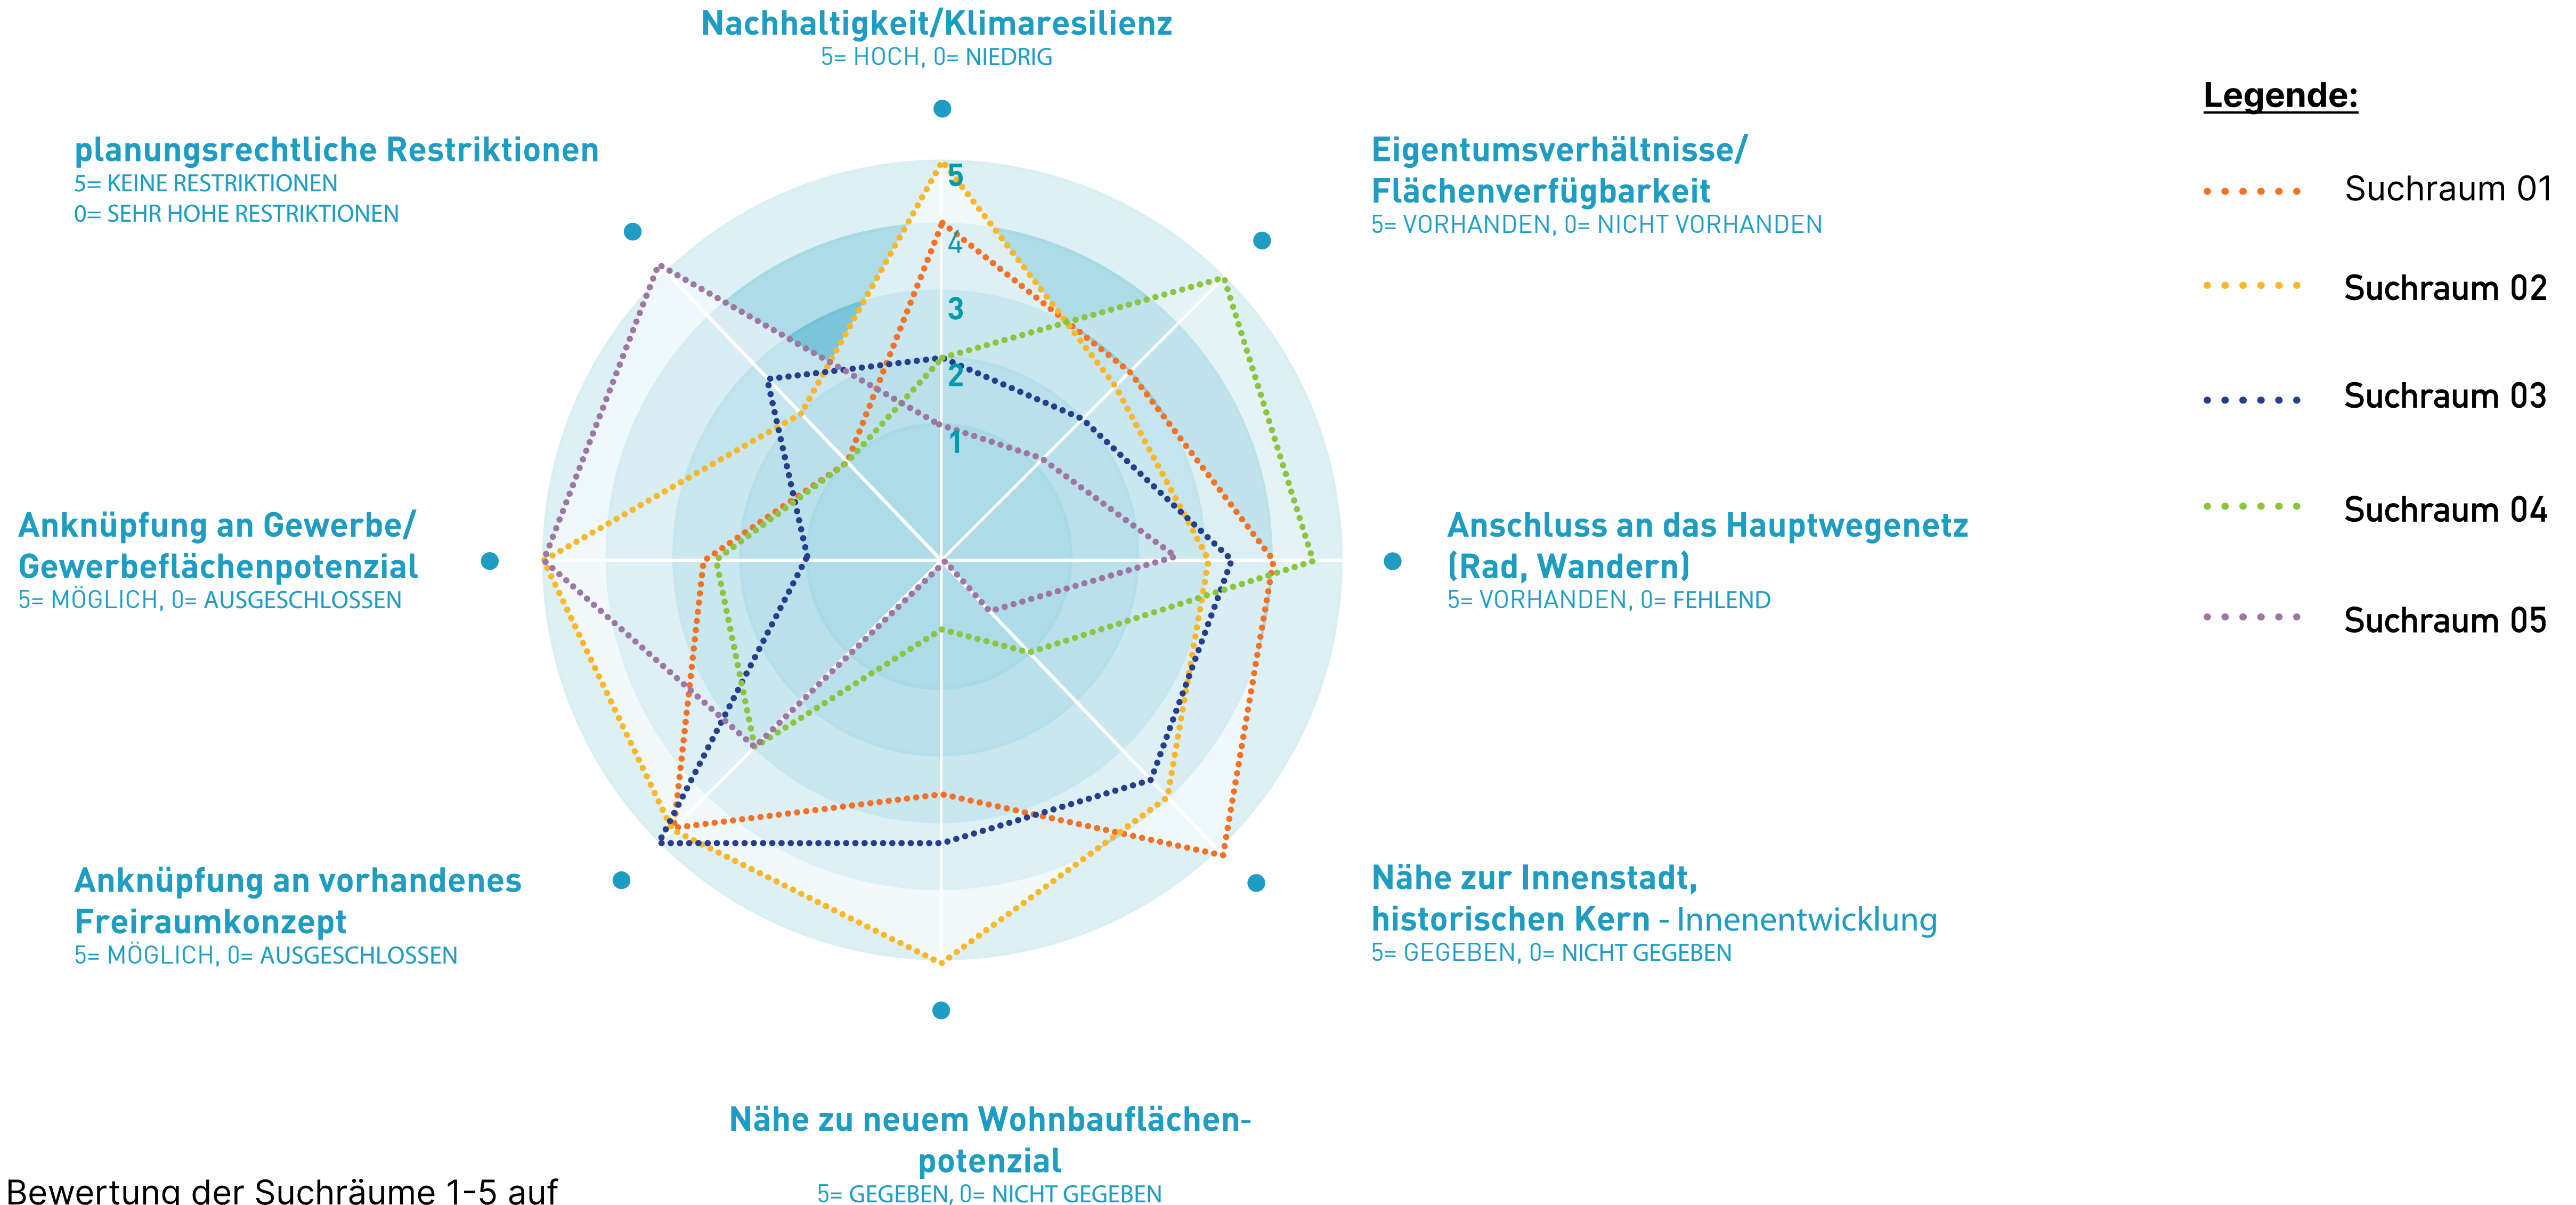 Nachhaltigkeit/Klimaresilienz
5= HOCH, 0= NIEDRIG
planungsrechtliche Restriktionen
5= KEINE RESTRIKTIONEN
0= SEHR HOHE RESTRIKTIONEN
Eigentumsverhältnisse/
Flächenverfügbarkeit
5= VORHANDEN, 0= NICHT VORHANDEN
5
4
3
2
1
Anknüpfung an Gewerbe/
Gewerbeflächenpotenzial
5= MÖGLICH, 0= AUSGESCHLOSSEN
Anschluss an das Hauptwegenetz
(Rad, Wandern)
5= VORHANDEN, 0= FEHLEND
Anknüpfung an vorhandenes
Freiraumkonzept
5= MÖGLICH, 0= AUSGESCHLOSSEN
Nähe zur Innenstadt,
historischen Kern - Innenentwicklung
5= GEGEBEN, 0= NICHT GEGEBEN
Nähe zu neuem Wohnbauflächen-
potenzial
5= GEGEBEN, 0= NICHT GEGEBEN
Legende:
Suchraum 01
Suchraum 02
Suchraum 03
Suchraum 04
Suchraum 05
Bewertung der Suchräume 1-5 auf